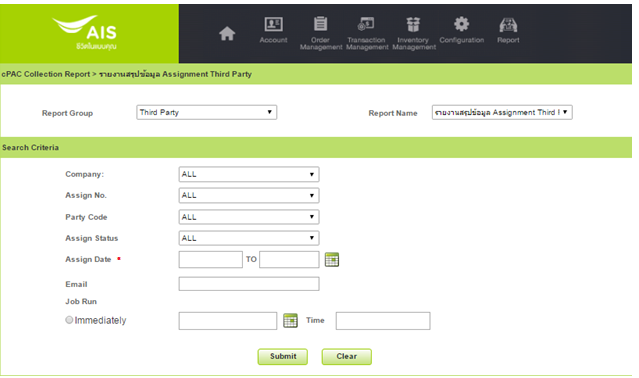 AIS
ชีวิตในแบบคุณ
Account
Order Management
Transaction Management
Inventory Management
Configuration
Report
cPAC Collection Report > รายงานสรุปข้อมูล Assignment Third Party
Report Group Third Party Report Name รายงานสรุปข้อมูล Assignment Third
Search Criteria
Company: ALL
Assign No. ALL
Party Code ALL
Assign Status ALL
Assign Date * TO
Email
Job Run
Immediately Time
Submit Clear